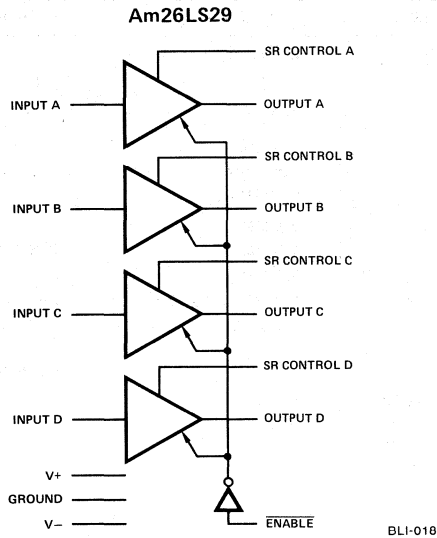 Am26LS29
SR CONTROL A
INPUT A
OUTPUT A
SR CONTROL B
INPUT B
OUTPUT B
SR CONTROL C
INPUT C
OUTPUT C
SR CONTROL D
INPUT D
OUTPUT D
V+
GROUND
V−
ENABLE
BLI-018